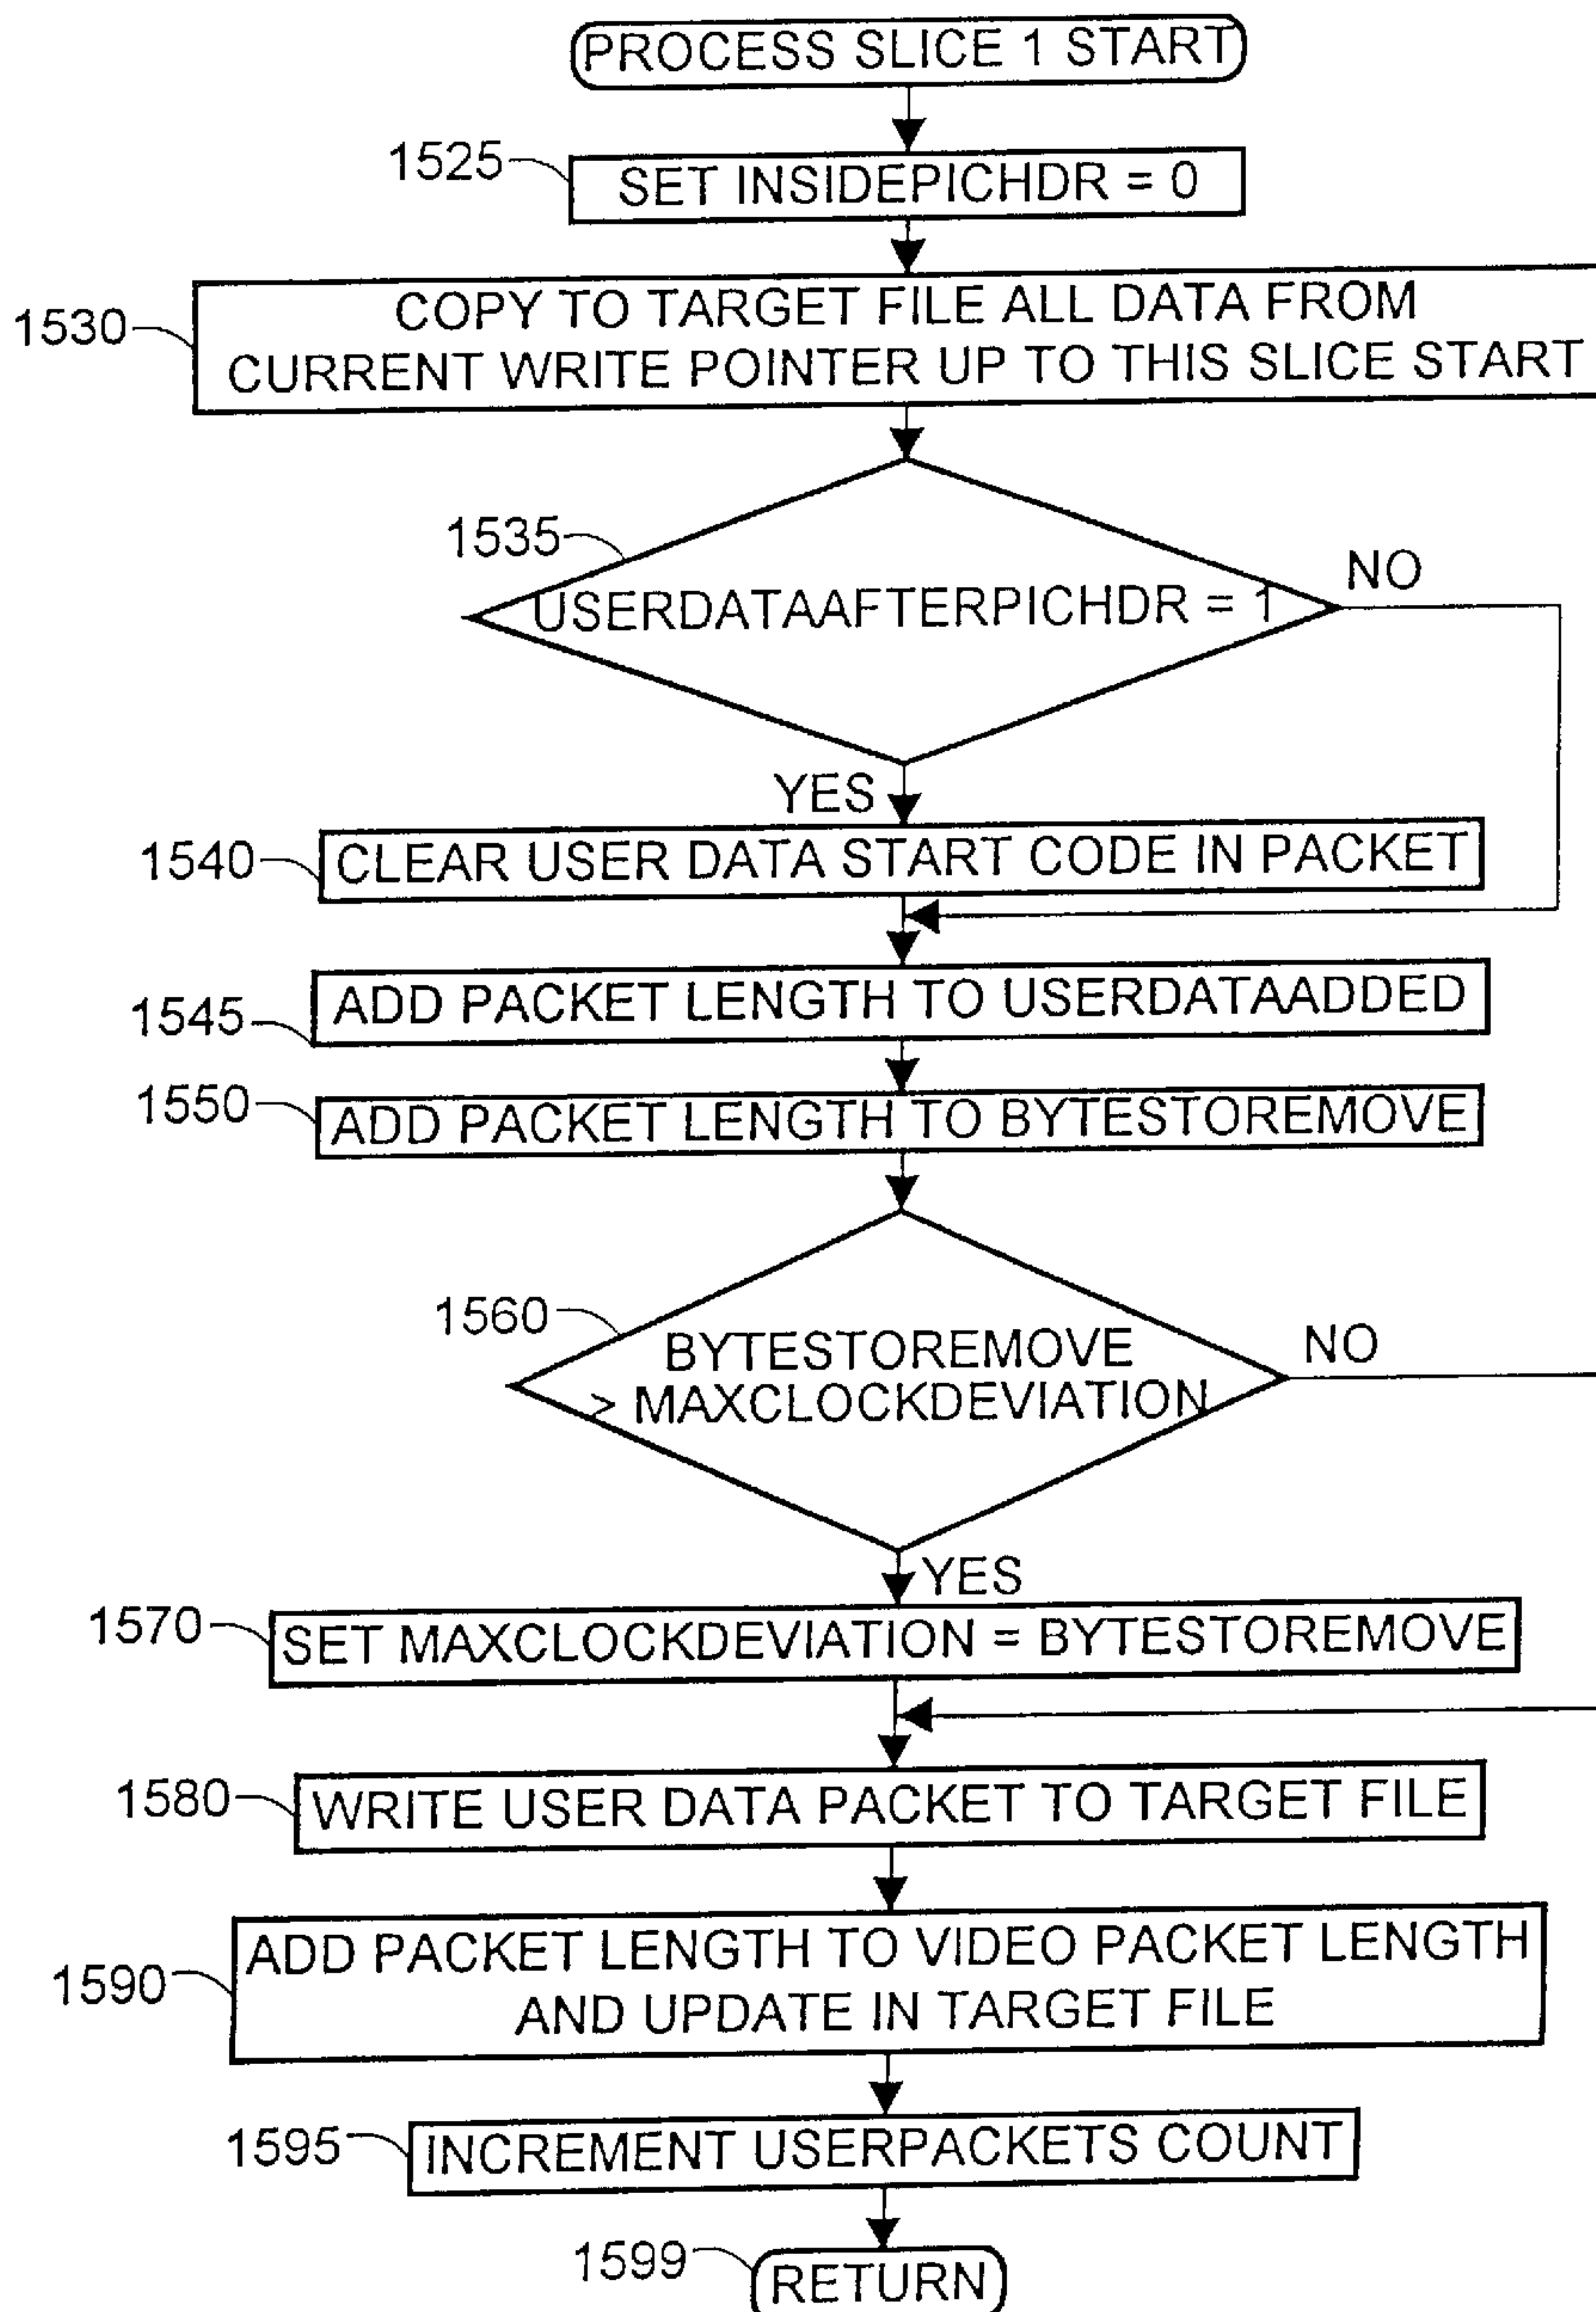 PROCESS SLICE 1 START
1525
SET INSIDEPICHDR = 0
1530
COPY TO TARGET FILE ALL DATA FROM
CURRENT WRITE POINTER UP TO THIS SLICE START
1535
USERDATAAFTERPICHDR = 1
NO
YES
1540
CLEAR USER DATA START CODE IN PACKET
1545
ADD PACKET LENGTH TO USERDATAADDED
1550
ADD PACKET LENGTH TO BYTESTOREMOVE
1560
BYTESTOREMOVE
> MAXCLOCKDEVIATION
NO
YES
1570
SET MAXCLOCKDEVIATION = BYTESTOREMOVE
1580
WRITE USER DATA PACKET TO TARGET FILE
1590
ADD PACKET LENGTH TO VIDEO PACKET LENGTH
AND UPDATE IN TARGET FILE
1595
INCREMENT USERPACKETS COUNT
1599
RETURN